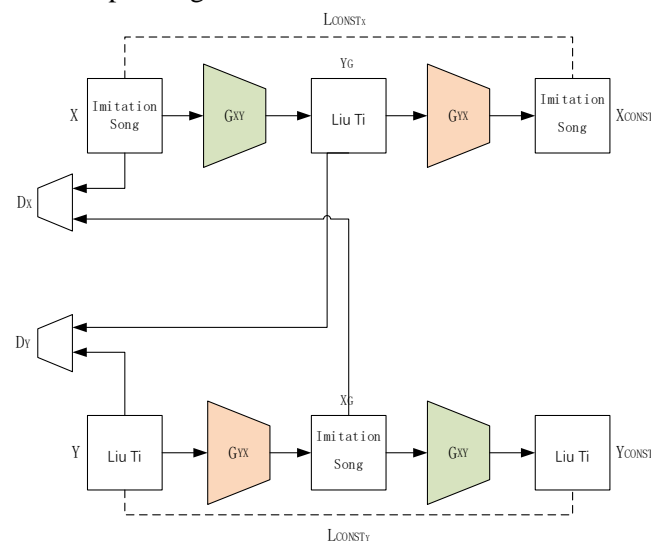 LCONSTX
YG
X
Imitation
Song
GXY
Liu Ti
GYX
Imitation
Song
XCONST
DX
DY
XG
Y
Liu Ti
GYX
Imitation
Song
GXY
Liu Ti
YCONST
LCONSTY